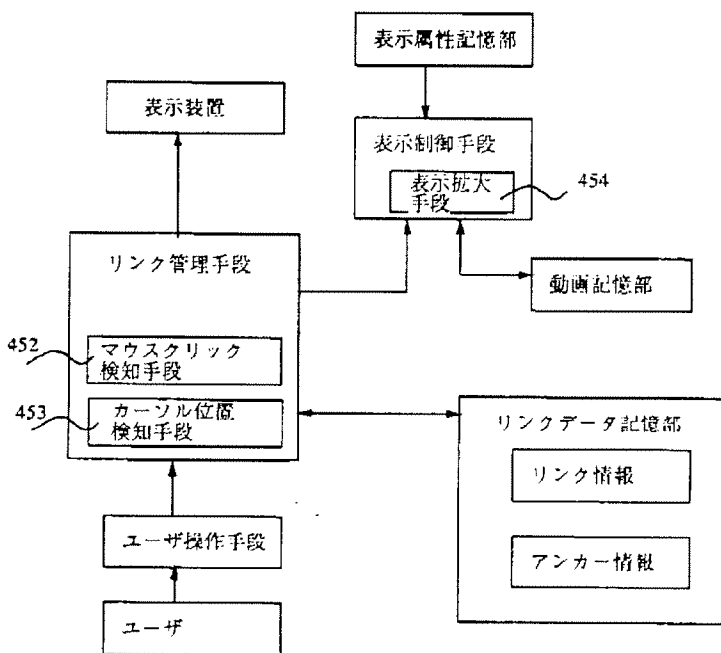 表示属性記憶部
表示装置
表示制御手段
表示拡大
手段
454
リンク管理手段
動画記憶部
452
マウスクリック
検知手段
453
カーソル位置
検知手段
リンクデータ記憶部
リンク情報
ユーザ操作手段
アンカー情報
ユーザ